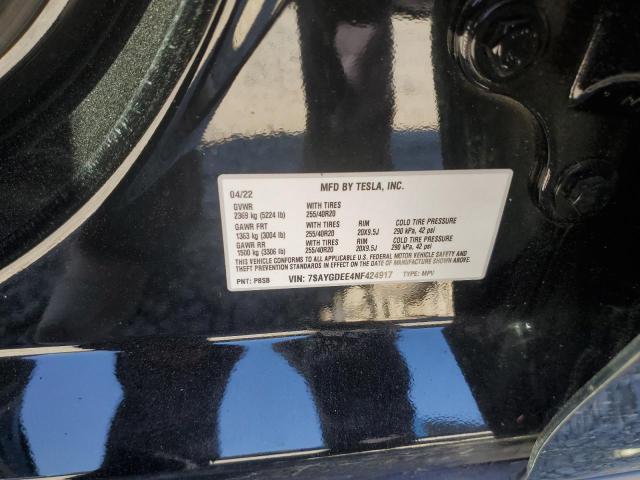 04/22 MFD BY TESLA, INC.
GVWR WITH TIRES
2369 kg (5224 lb) 255/40R20
GAWR FRT WITH TIRES RIM COLD TIRE PRESSURE
1363 kg (3004 lb) 255/40R20 20X9.5J 290 kPa, 42 psi
GAWR RR WITH TIRES RIM COLD TIRE PRESSURE
1500 kg (3306 lb) 255/40R20 20X9.5J 290 kPa, 42 psi
THIS VEHICLE CONFORMS TO ALL APPLICABLE U.S. FEDERAL MOTOR VEHICLE SAFETY,
BUMPER, AND THEFT PREVENTION STANDARDS IN EFFECT ON THE DATE OF MANUFACTURE SHOWN ABOVE.
PNT: PBSB VIN: 7SAYGDEE4NF424917 TYPE: MPV